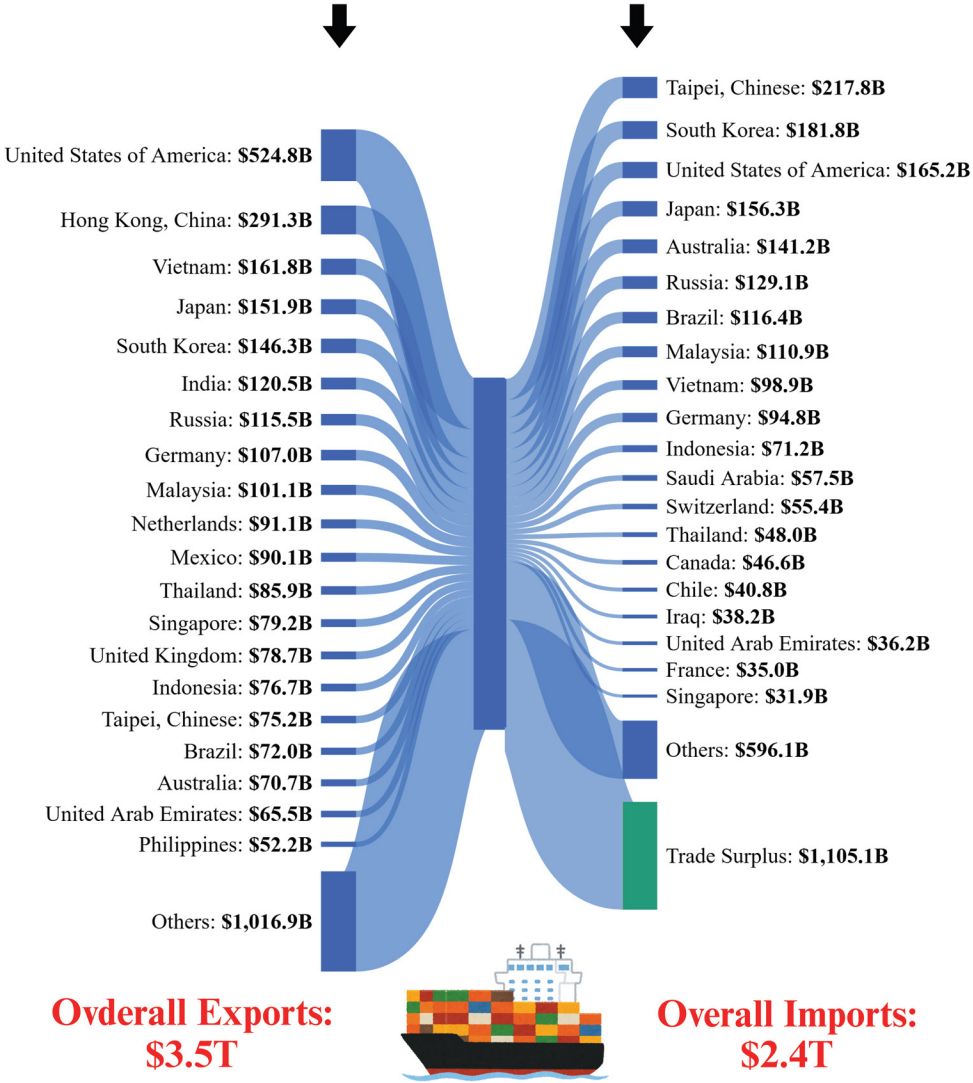 United States of America: $524.8B
Hong Kong, China: $291.3B
Vietnam: $161.8B
Japan: $151.9B
South Korea: $146.3B
India: $120.5B
Russia: $115.5B
Germany: $107.0B
Malaysia: $101.1B
Netherlands: $91.1B
Mexico: $90.1B
Thailand: $85.9B
Singapore: $79.2B
United Kingdom: $78.7B
Indonesia: $76.7B
Taipei, Chinese: $75.2B
Brazil: $72.0B
Australia: $70.7B
United Arab Emirates: $65.5B
Philippines: $52.2B
Others: $1,016.9B
Ovderall Exports:
$3.5T
Taipei, Chinese: $217.8B
South Korea: $181.8B
United States of America: $165.2B
Japan: $156.3B
Australia: $141.2B
Russia: $129.1B
Brazil: $116.4B
Malaysia: $110.9B
Vietnam: $98.9B
Germany: $94.8B
Indonesia: $71.2B
Saudi Arabia: $57.5B
Switzerland: $55.4B
Thailand: $48.0B
Canada: $46.6B
Chile: $40.8B
Iraq: $38.2B
United Arab Emirates: $36.2B
France: $35.0B
Singapore: $31.9B
Others: $596.1B
Trade Surplus: $1,105.1B
Overall Imports:
$2.4T